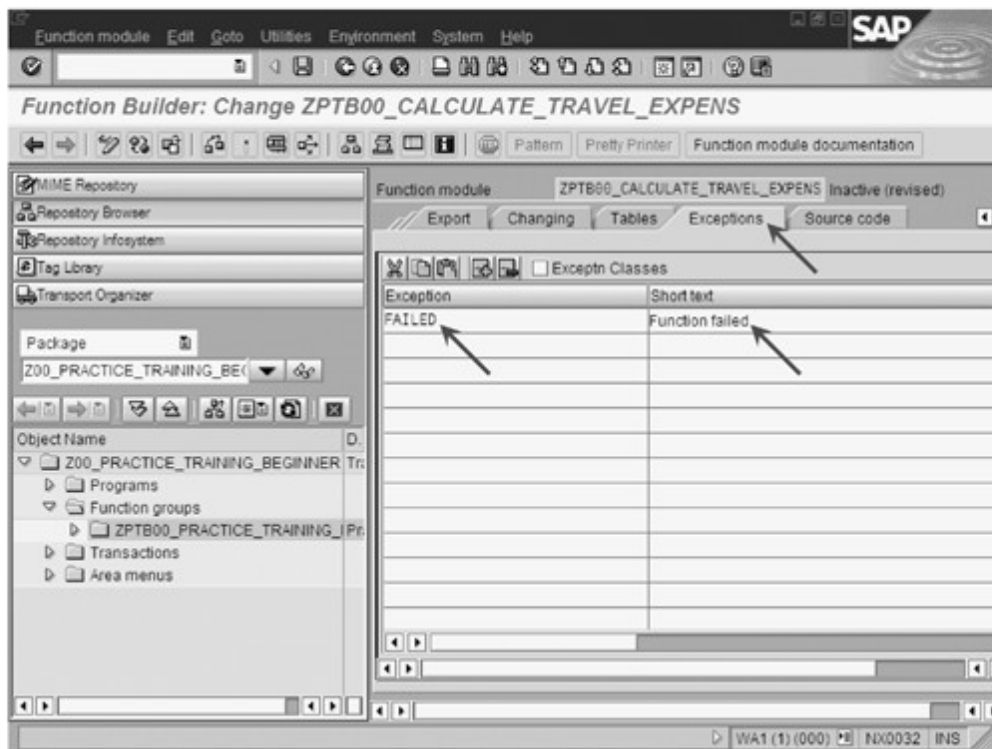 Function module Edit Goto Utilities Environment System Help
SAP
Function Builder: Change ZPTB00_CALCULATE_TRAVEL_EXPENS
Pattern Pretty Printer Function module documentation
MIME Repository
Repository Browser
Repository Infosystem
Tag Library
Transport Organizer
Package
Z00_PRACTICE_TRAINING_BE(
Object Name D.
Z00_PRACTICE_TRAINING_BEGINNER Tra
Programs
Function groups
ZPTB00_PRACTICE_TRAINING_ Pr
Transactions
Area menus
Function module ZPTB00_CALCULATE_TRAVEL_EXPENS Inactive (revised)
Export Changing Tables Exceptions Source code
Exceptn Classes
Exception Short text
FAILED Function failed
WA1 (1) (000) NX0032 INS